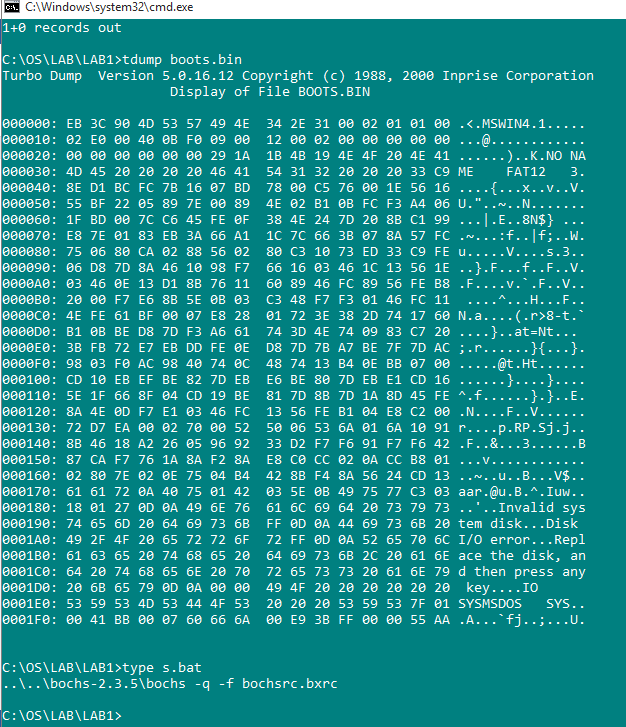 C:\Windows\system32\cmd.exe
1+0 records out
C:\OS\LAB\LAB1>tdump boots.bin
Turbo Dump  Version 5.0.16.12 Copyright (c) 1988, 2000 Inprise Corporation
Display of File BOOTS.BIN
000000: EB 3C 90 4D 53 57 49 4E  34 2E 31 00 02 01 01 00 .<.MSWIN4.1.....
000010: 02 E0 00 40 0B F0 09 00  12 00 02 00 00 00 00 00 ...@............
000020: 00 00 00 00 00 00 29 1A  1B 4B 19 4E 4F 20 4E 41 ......)..K.NO NA
000030: 4D 45 20 20 20 20 46 41  54 31 32 20 20 20 33 C9 ME    FAT12   3.
000040: 8E D1 BC FC 7B 16 07 BD  78 00 C5 76 00 1E 56 16 ....{...x..v..V.
000050: 55 BF 22 05 89 7E 00 89  4E 02 B1 0B FC F3 A4 06 U."..~..N.......
000060: 1F BD 00 7C C6 45 FE 0F  38 4E 24 7D 20 8B C1 99 ...|.E..8N$} ...
000070: E8 7E 01 83 EB 3A 66 A1  1C 7C 66 3B 07 8A 57 FC .~...:f..|f;..W.
000080: 75 06 80 CA 02 88 56 02  80 C3 10 73 ED 33 C9 FE u.....V....s.3..
000090: 06 D8 7D 8A 46 10 98 F7  66 16 03 46 1C 13 56 1E ..}.F...f..F..V.
0000A0: 03 46 0E 13 D1 8B 76 11  60 89 46 FC 89 56 FE B8 .F....v.`.F..V..
0000B0: 20 00 F7 E6 8B 5E 0B 03  C3 48 F7 F3 01 46 FC 11  ....^...H...F..
0000C0: 4E FE 61 BF 00 07 E8 28  01 72 3E 38 2D 74 17 60 N.a....(.r>8-t.`
0000D0: B1 0B BE D8 7D F3 A6 61  74 3D 4E 74 09 83 C7 20 ....}..at=Nt... 
0000E0: 3B FB 72 E7 EB DD FE 0E  D8 7D 7B A7 BE 7F 7D AC ;.r......}{...}.
0000F0: 98 03 F0 AC 98 40 74 0C  48 74 13 B4 0E BB 07 00 .....@t.Ht......
000100: CD 10 EB EF BE 82 7D EB  E6 BE 80 7D EB E1 CD 16 ......}....}....
000110: 5E 1F 66 8F 04 CD 19 BE  81 7D 8B 7D 1A 8D 45 FE ^.f......}.}..E.
000120: 8A 4E 0D F7 E1 03 46 FC  13 56 FE B1 04 E8 C2 00 .N....F..V......
000130: 72 D7 EA 00 02 70 00 52  50 06 53 6A 01 6A 10 91 r....p.RP.Sj.j..
000140: 8B 46 18 A2 26 05 96 92  33 D2 F7 F6 91 F7 F6 42 .F..&...3......B
000150: 87 CA F7 76 1A 8A F2 8A  E8 C0 CC 02 0A CC B8 01 ...v............
000160: 02 80 7E 02 0E 75 04 B4  42 8B F4 8A 56 24 CD 13 ..~..u..B...V$..
000170: 61 61 72 0A 40 75 01 42  03 5E 0B 49 75 77 C3 03 aar.@u.B.^.Iuw..
000180: 18 01 27 0D 0A 49 6E 76  61 6C 69 64 20 73 79 73 ..'..Invalid sys
000190: 74 65 6D 20 64 69 73 6B  FF 0D 0A 44 69 73 6B 20 tem disk...Disk 
0001A0: 49 2F 4F 20 65 72 72 6F  72 FF 0D 0A 52 65 70 6C I/O error...Repl
0001B0: 61 63 65 20 74 68 65 20  64 69 73 6B 2C 20 61 6E ace the disk, an
0001C0: 64 20 74 68 65 6E 20 70  72 65 73 73 20 61 6E 79 d then press any
0001D0: 20 6B 65 79 0D 0A 00 00  49 4F 20 20 20 20 20 20  key....IO
0001E0: 53 59 53 4D 53 44 4F 53  20 20 20 53 59 53 7F 01 SYSMSDOS   SYS..
0001F0: 00 41 BB 00 07 60 66 6A  00 E9 3B FF 00 00 55 AA .A...`fj..;...U.
C:\OS\LAB\LAB1>type s.bat
..\..\bochs-2.3.5\bochs -q -f bochsrc.bxrc
C:\OS\LAB\LAB1>